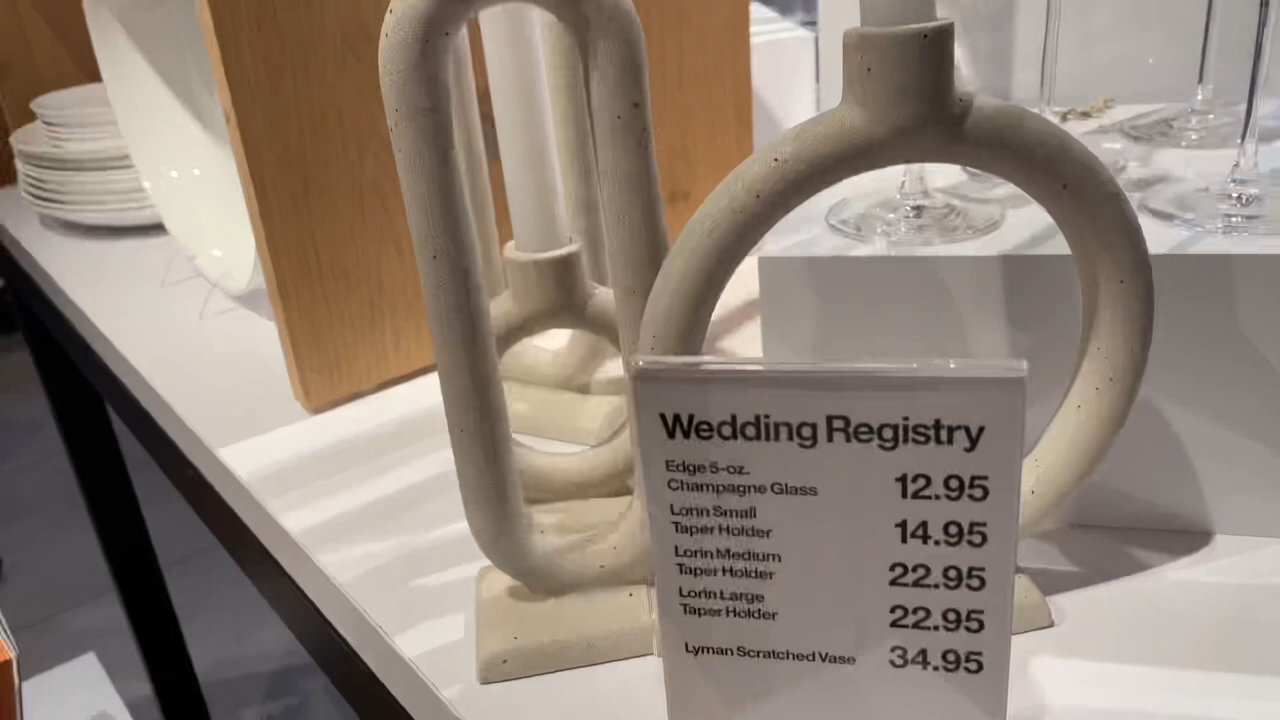 Wedding Registry
Edge 5-oz.
Champagne Glass 12.95
Lorin Small
Taper Holder 14.95
Lorin Medium
Taper Holder 22.95
Lorin Large
Taper Holder 22.95
Lyman Scratched Vase 34.95